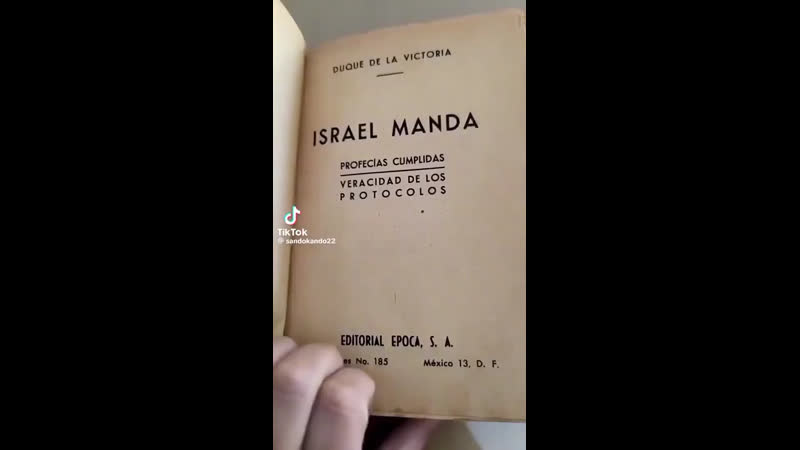 DUQUE DE LA VICTORIA
ISRAEL MANDA
PROFECÍAS CUMPLIDAS
VERACIDAD DE LOS
PROTOCOLOS
TikTok
@ sandokando22
EDITORIAL EPOCA, S. A.
No. 185 México 13, D. F.